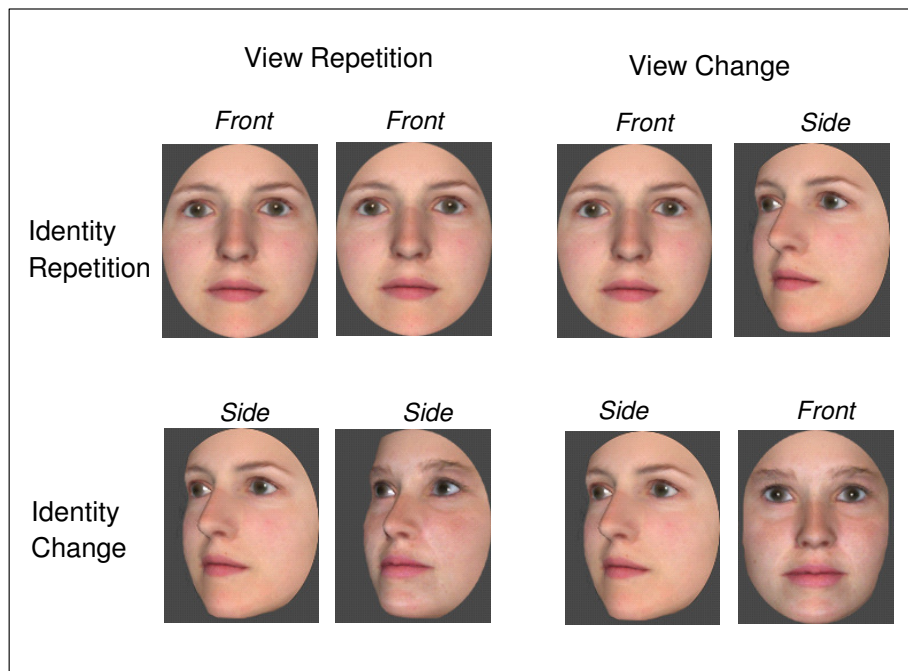 View Repetition
View Change
Front
Front
Front
Side
Identity
Repetition
Side
Side
Side
Front
Identity
Change